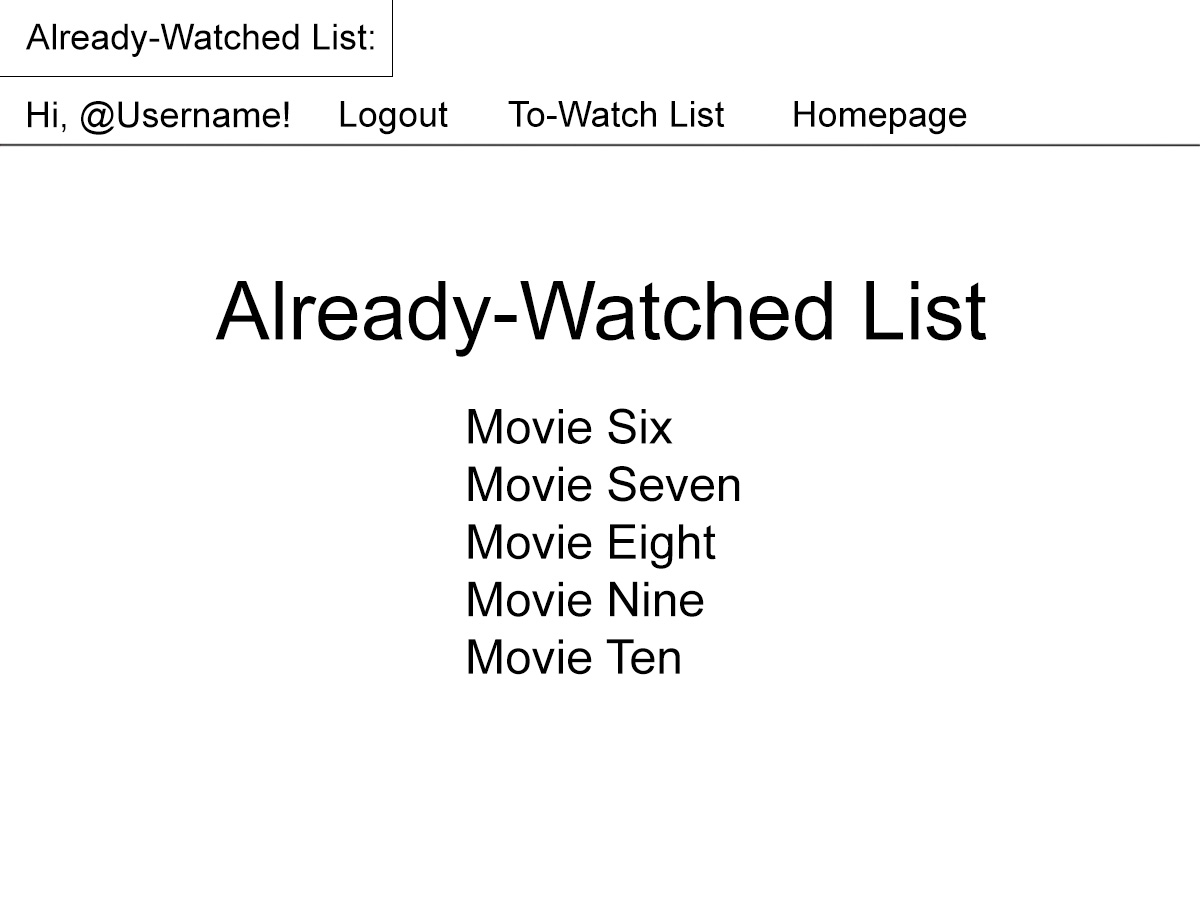 Already-Watched List:
Hi, @Username! Logout To-Watch List Homepage
Already-Watched List
Movie Six
Movie Seven
Movie Eight
Movie Nine
Movie Ten